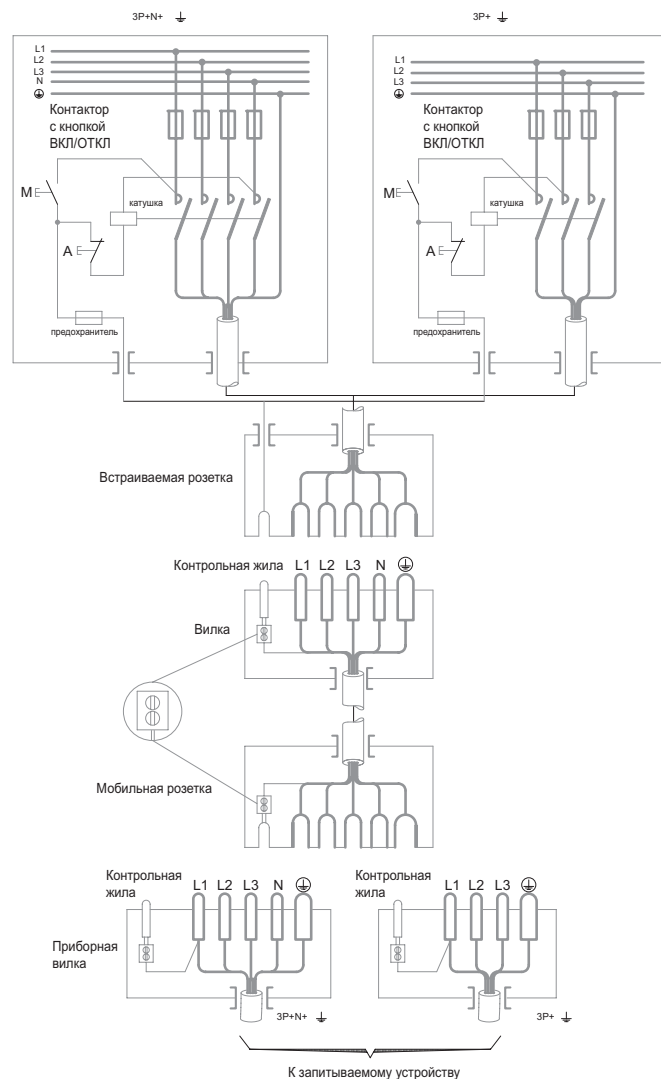 3P+N+
3P+
L1
L2
L3
N
Контактор
с кнопкой
ВКЛ/ОТКЛ
M
A
катушка
предохранитель
L1
L2
L3
Контактор
с кнопкой
ВКЛ/ОТКЛ
M
A
катушка
предохранитель
Встраиваемая розетка
Контрольная жила L1 L2 L3 N
Вилка
Мобильная розетка
Контрольная
жила
L1 L2 L3 N
Приборная
вилка
3P+N+
Контрольная
жила
L1 L2 L3
3P+
К запитываемому устройству